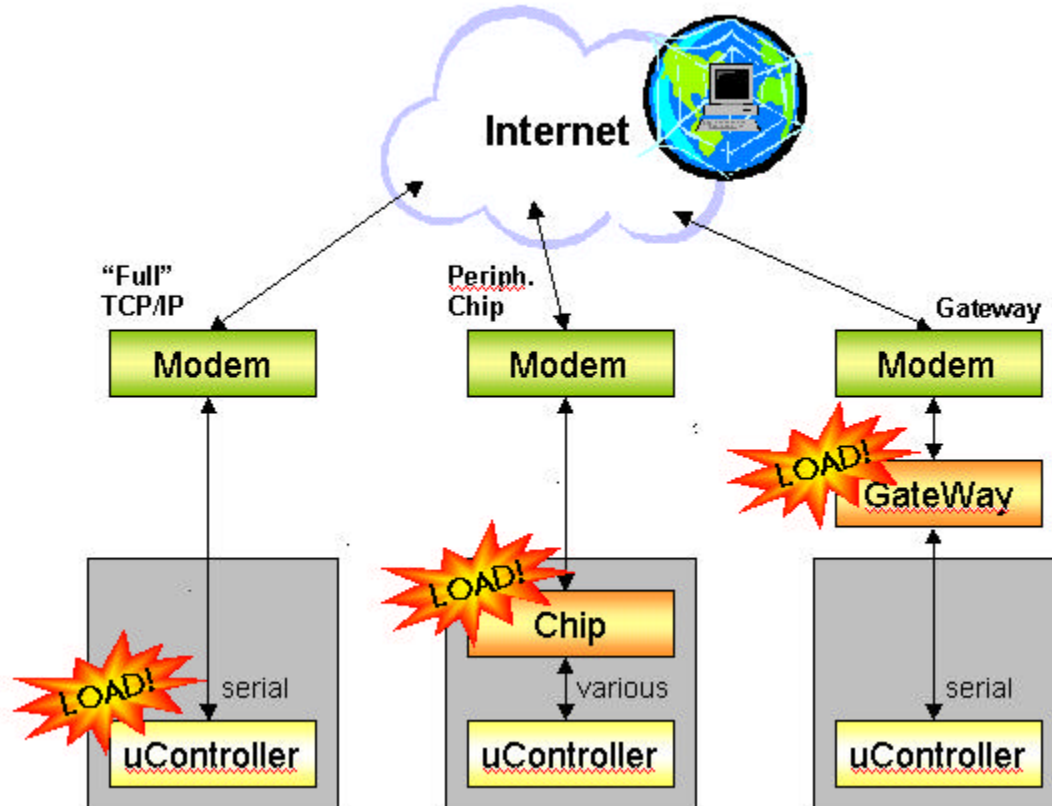 Internet
“Full”
TCP/IP
Periph.
Chip
Gateway
Modem
Modem
Modem
LOAD!
GateWay
LOAD!
Chip
LOAD!
serial
various
serial
uController
uController
uController